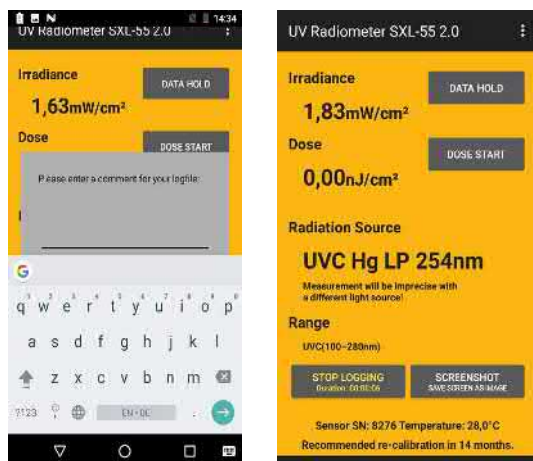 14:34
UV Radiometer SXL-55 2.0
Irradiance
DATA HOLD
1,63mW/cm²
Dose
DOSE START
Please enter a comment for your logfile:
G
q w e r t y u i o p
a s d f g h j k l
z x c v b n m
?123
EN • DE
.
UV Radiometer SXL-55 2.0
Irradiance
DATA HOLD
1,83mW/cm²
Dose
DOSE START
0,00nJ/cm²
Radiation Source
UVC Hg LP 254nm
Measurement will be imprecise with
a different light source!
Range
UVC(100-280nm)
STOP LOGGING
Duration: 00:00:06
SCREENSHOT
SAVE SCREEN AS IMAGE
Sensor SN: 8276 Temperature: 28,0°C
Recommended re-calibration in 14 months.